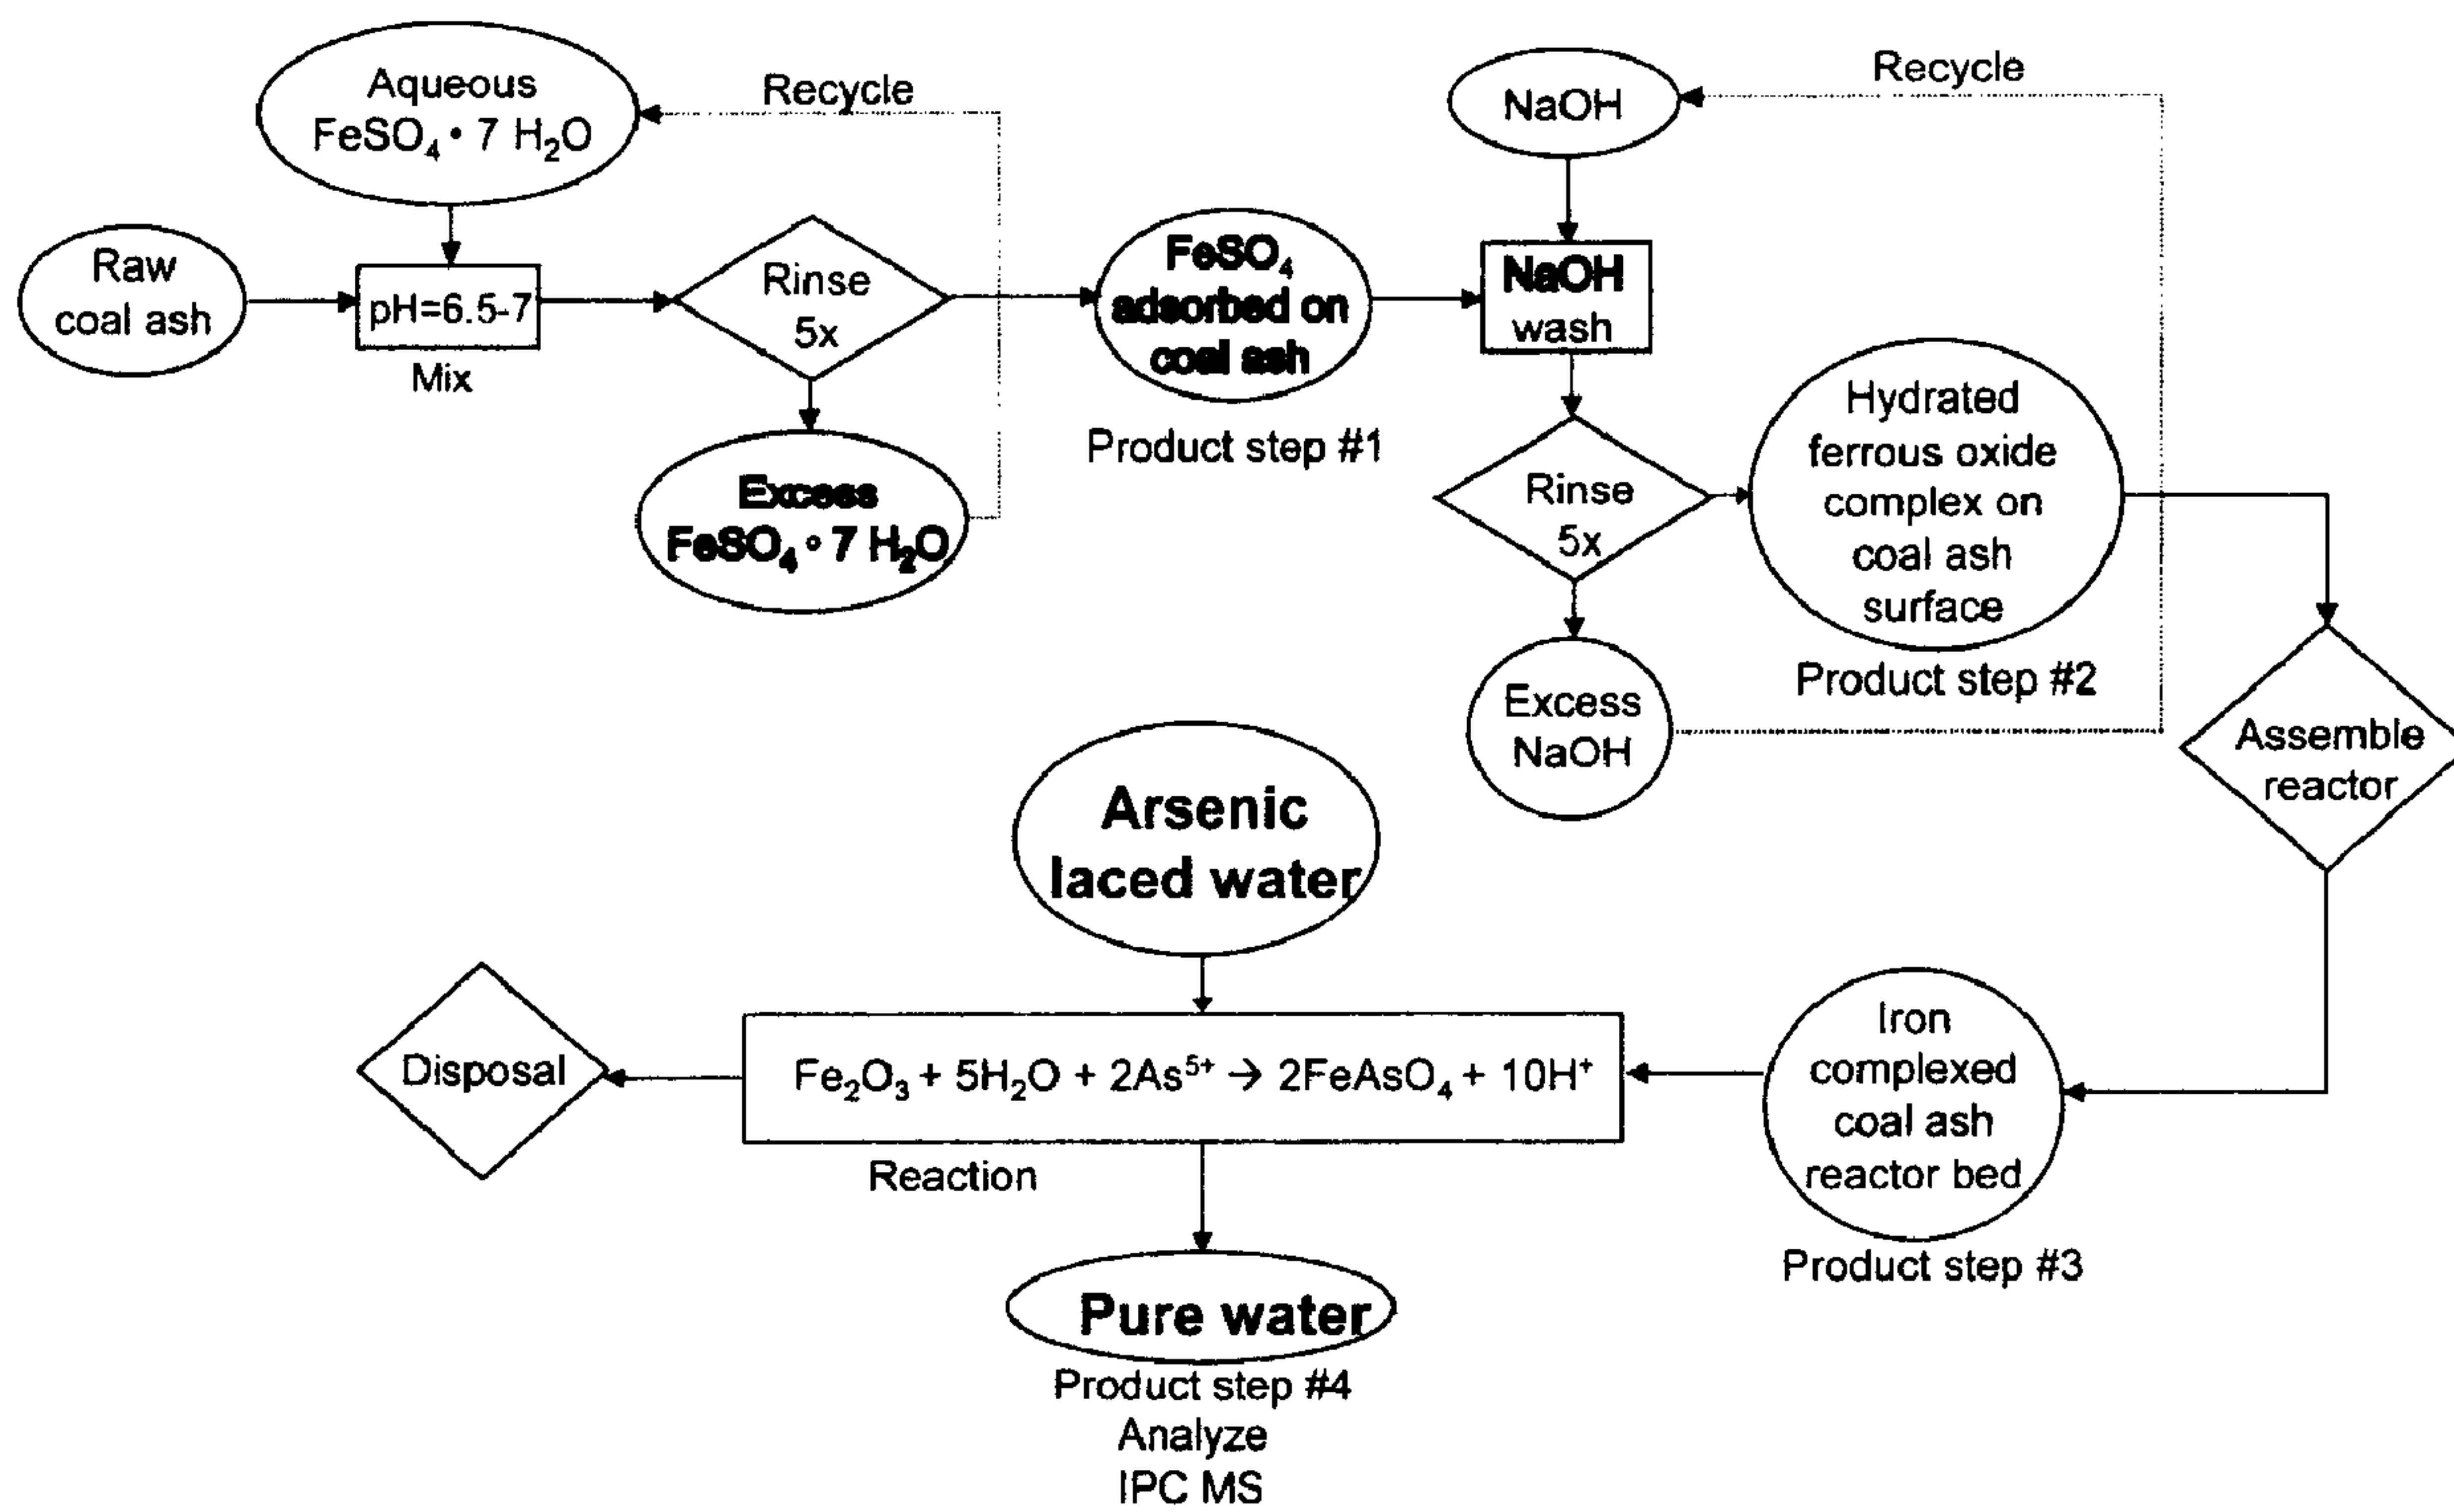 Aqueous
FeSO₄ • 7 H₂O
Recycle
Raw
coal ash
pH=6.5-7
Mix
Rinse
5x
Excess
FeSO₄ • 7 H₂O
FeSO₄
adsorbed on
coal ash
Product step #1
NaOH
Recycle
NaOH
wash
Rinse
5x
Excess
NaOH
Hydrated
ferrous oxide
complex on
coal ash
surface
Product step #2
Assemble
reactor
Iron
complexed
coal ash
reactor bed
Product step #3
Arsenic
laced water
Fe₂O₃ + 5H₂O + 2As⁵⁺ → 2FeAsO₄ + 10H⁺
Reaction
Disposal
Pure water
Product step #4
Analyze
IPC MS